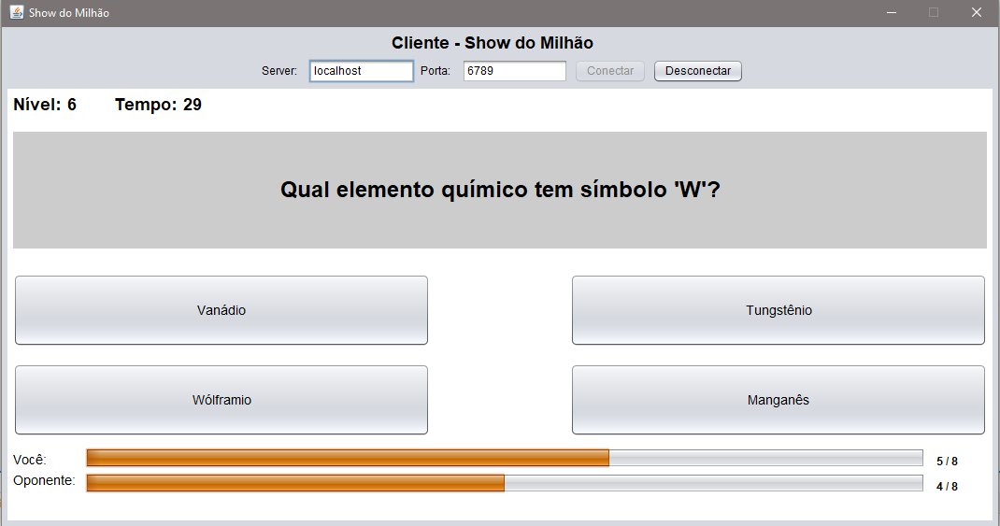 Show do Milhão
Cliente - Show do Milhão
Server: localhost Porta: 6789 Conectar Desconectar
Nível: 6 Tempo: 29
Qual elemento químico tem símbolo 'W'?
Vanádio Tungstênio
Wólframio Manganês
Você: 5 / 8
Oponente: 4 / 8